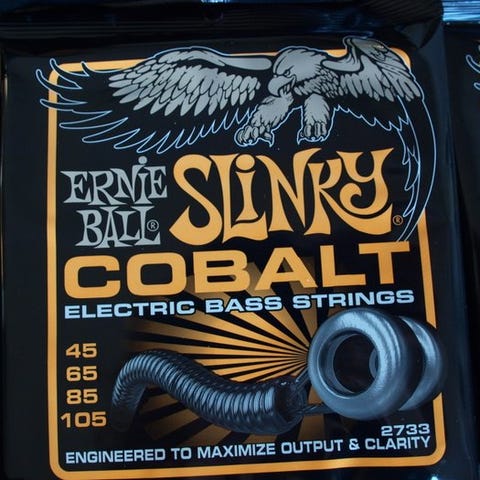 ERNIE
BALL®
SLINKY®
COBALT
ELECTRIC BASS STRINGS
45
65
85
105
2733
ENGINEERED TO MAXIMIZE OUTPUT & CLARITY